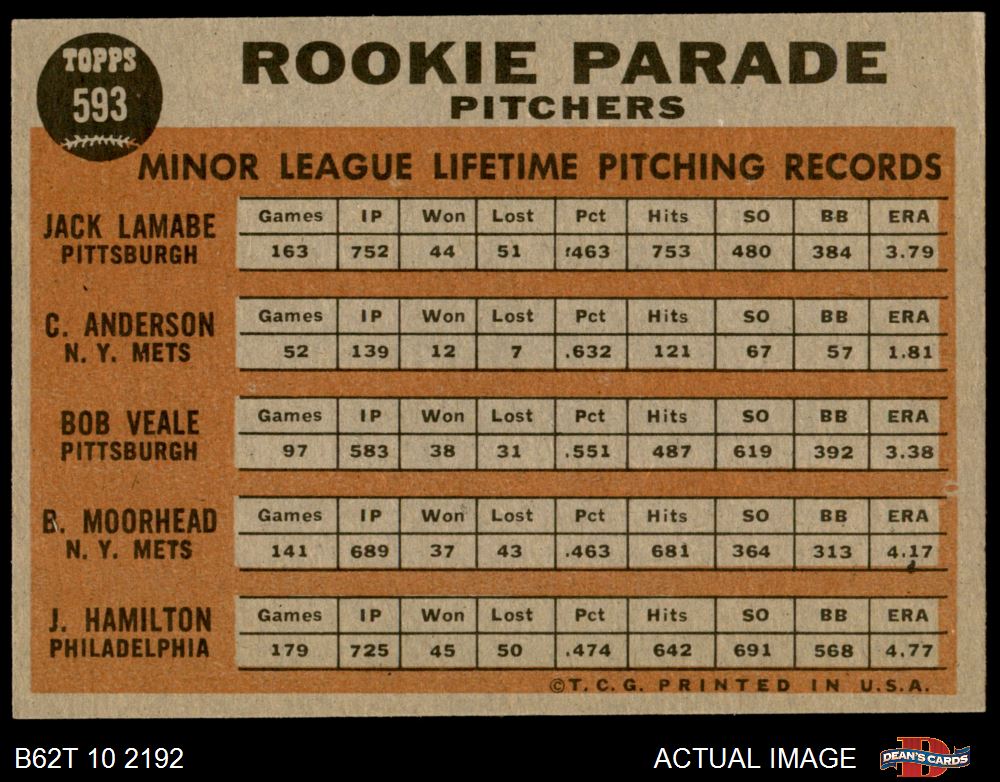 TOPPS
593
ROOKIE PARADE
PITCHERS
MINOR LEAGUE LIFETIME PITCHING RECORDS
JACK LAMABE
PITTSBURGH
Games IP Won Lost Pct Hits SO BB ERA
163 752 44 51 .463 753 480 384 3.79
C. ANDERSON
N. Y. METS
Games IP Won Lost Pct Hits SO BB ERA
52 139 12 7 .632 121 67 57 1.81
BOB VEALE
PITTSBURGH
Games IP Won Lost Pct Hits SO BB ERA
97 583 38 31 .551 487 619 392 3.38
B. MOORHEAD
N. Y. METS
Games IP Won Lost Pct Hits SO BB ERA
141 689 37 43 .463 681 364 313 4.17
J. HAMILTON
PHILADELPHIA
Games IP Won Lost Pct Hits SO BB ERA
179 725 45 50 .474 642 691 568 4.77
©T. C. G. PRINTED IN U.S.A.
B62T 10 2192
ACTUAL IMAGE
DEAN'S CARDS